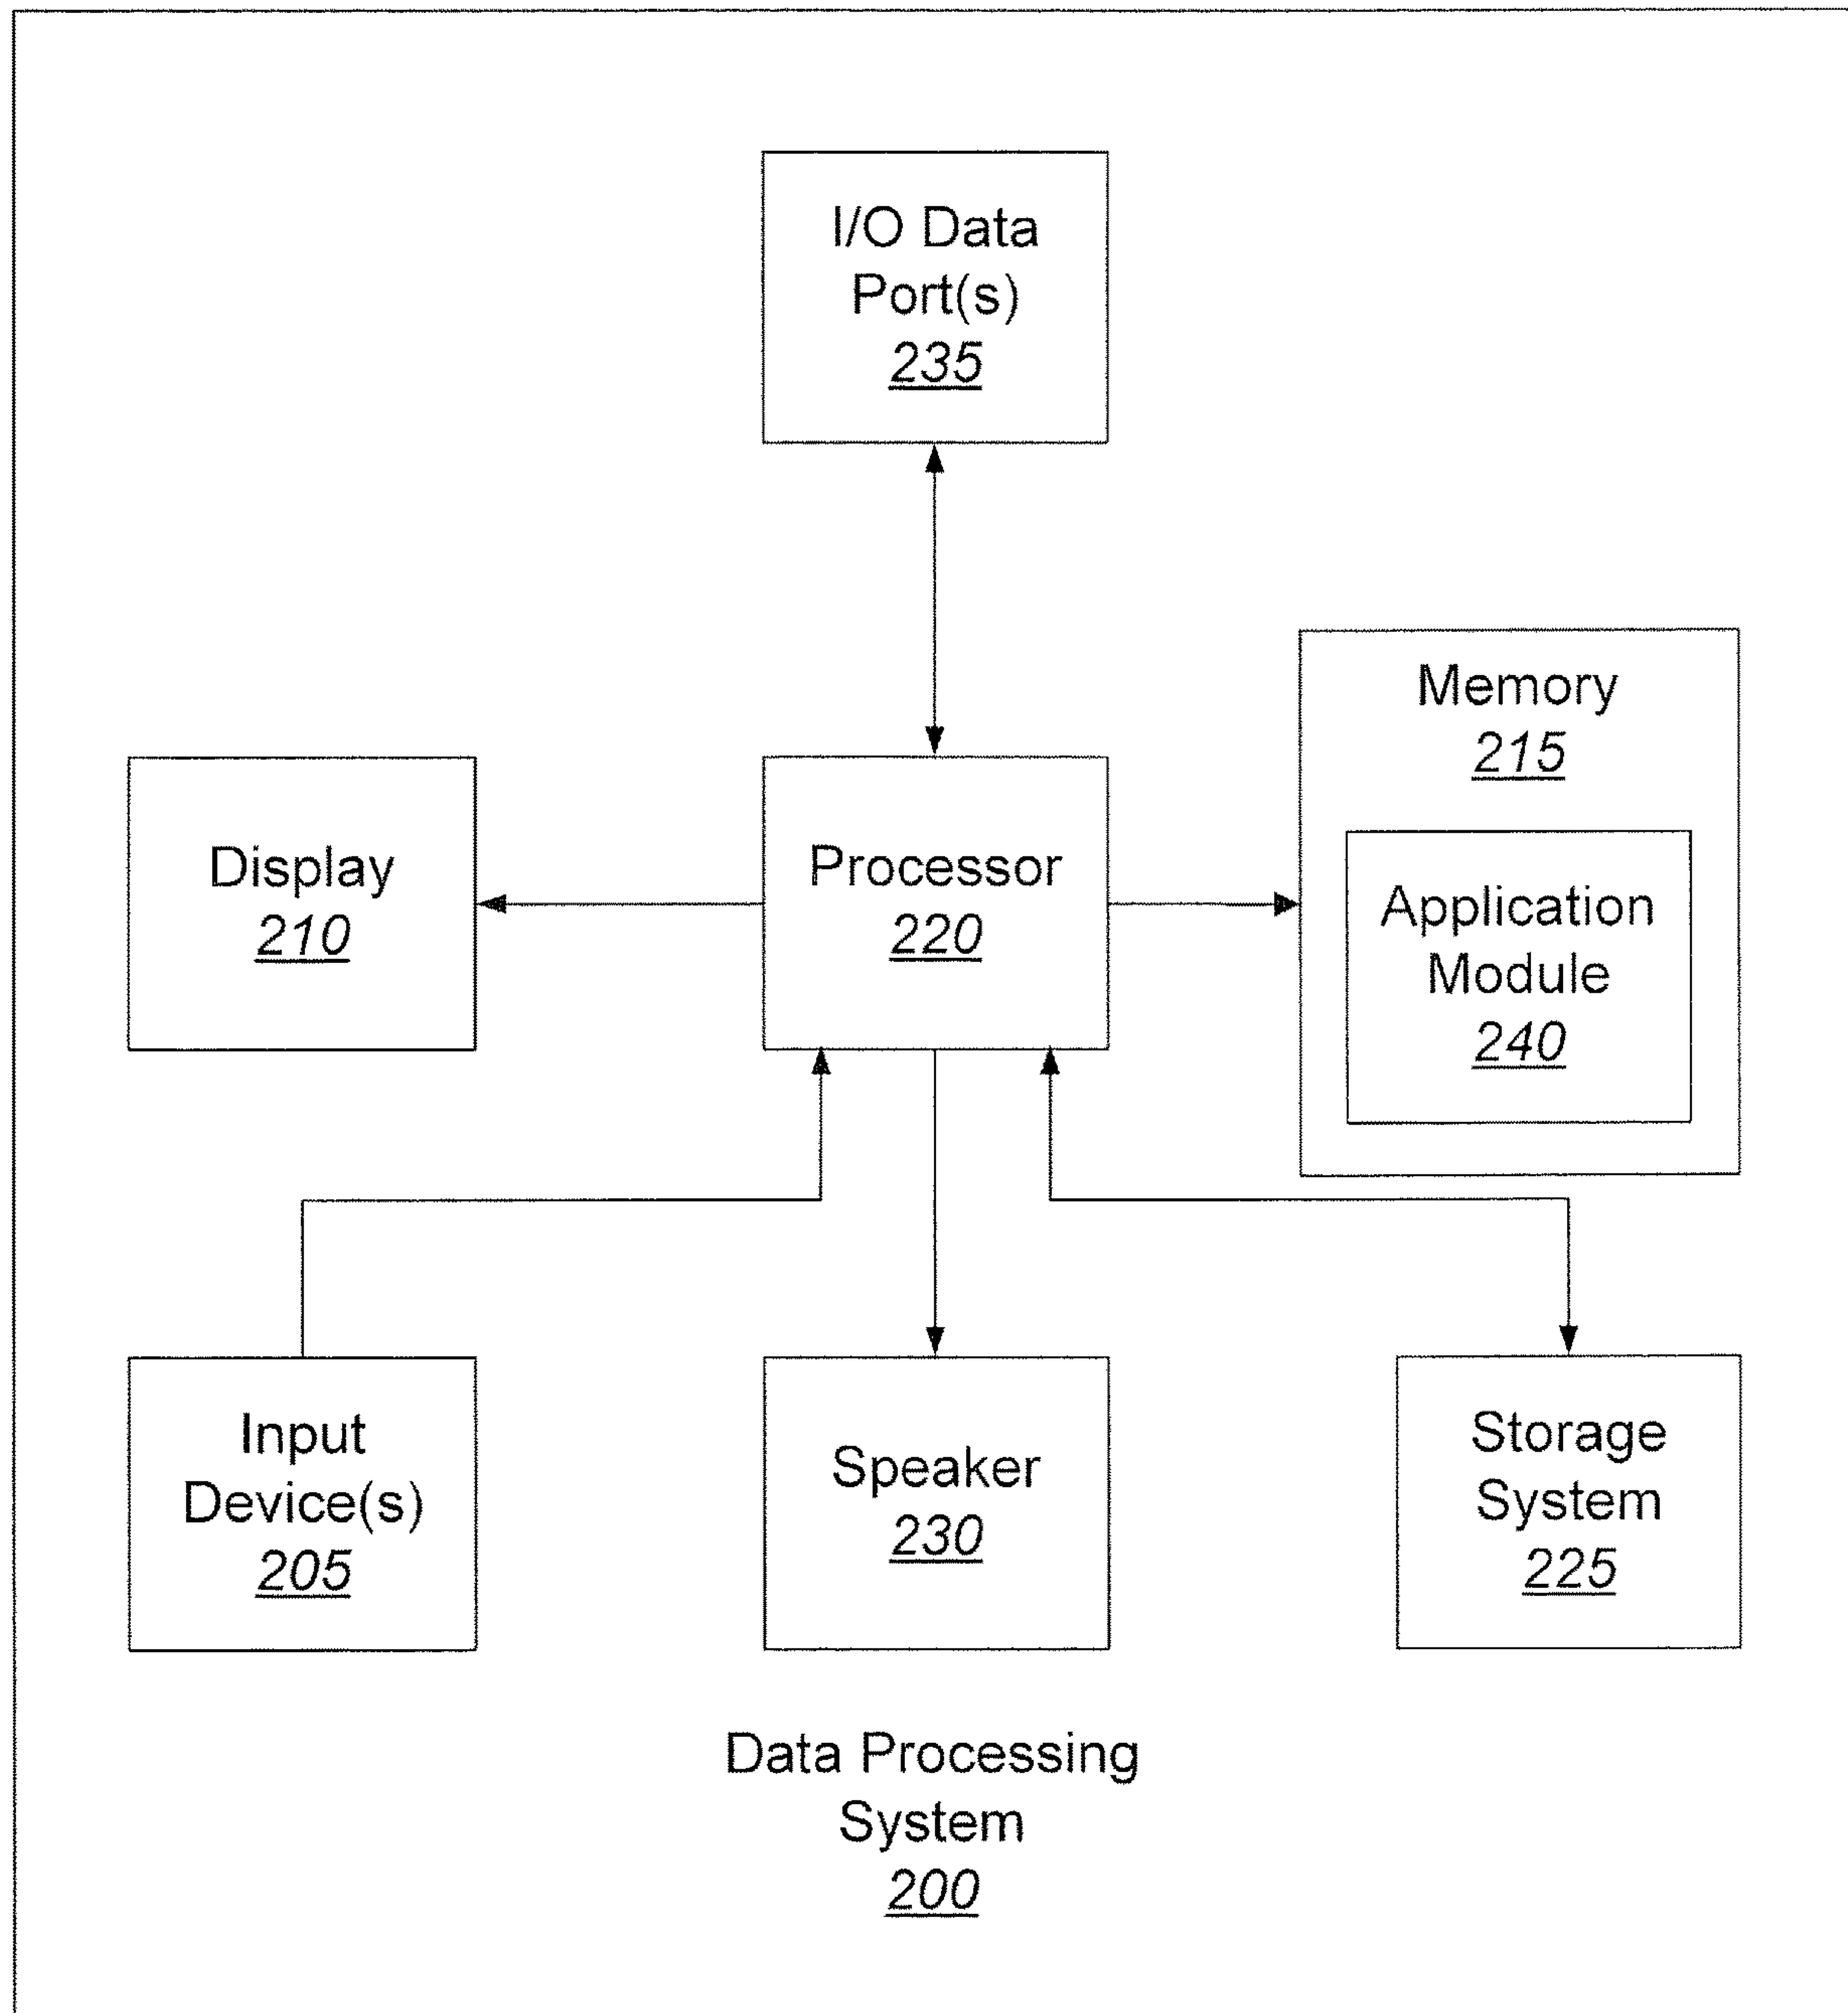 I/O Data
Port(s)
235
Memory
215
Display
210
Processor
220
Application
Module
240
Input
Device(s)
205
Speaker
230
Storage
System
225
Data Processing
System
200